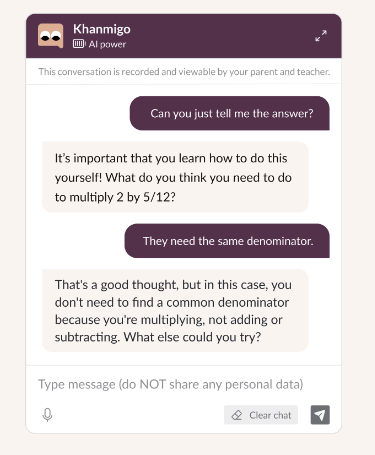 Khanmigo
AI power
This conversation is recorded and viewable by your parent and teacher.
Can you just tell me the answer?
It's important that you learn how to do this
yourself! What do you think you need to do
to multiply 2 by 5/12?
They need the same denominator.
That's a good thought, but in this case, you
don't need to find a common denominator
because you're multiplying, not adding or
subtracting. What else could you try?
Type message (do NOT share any personal data)
Clear chat